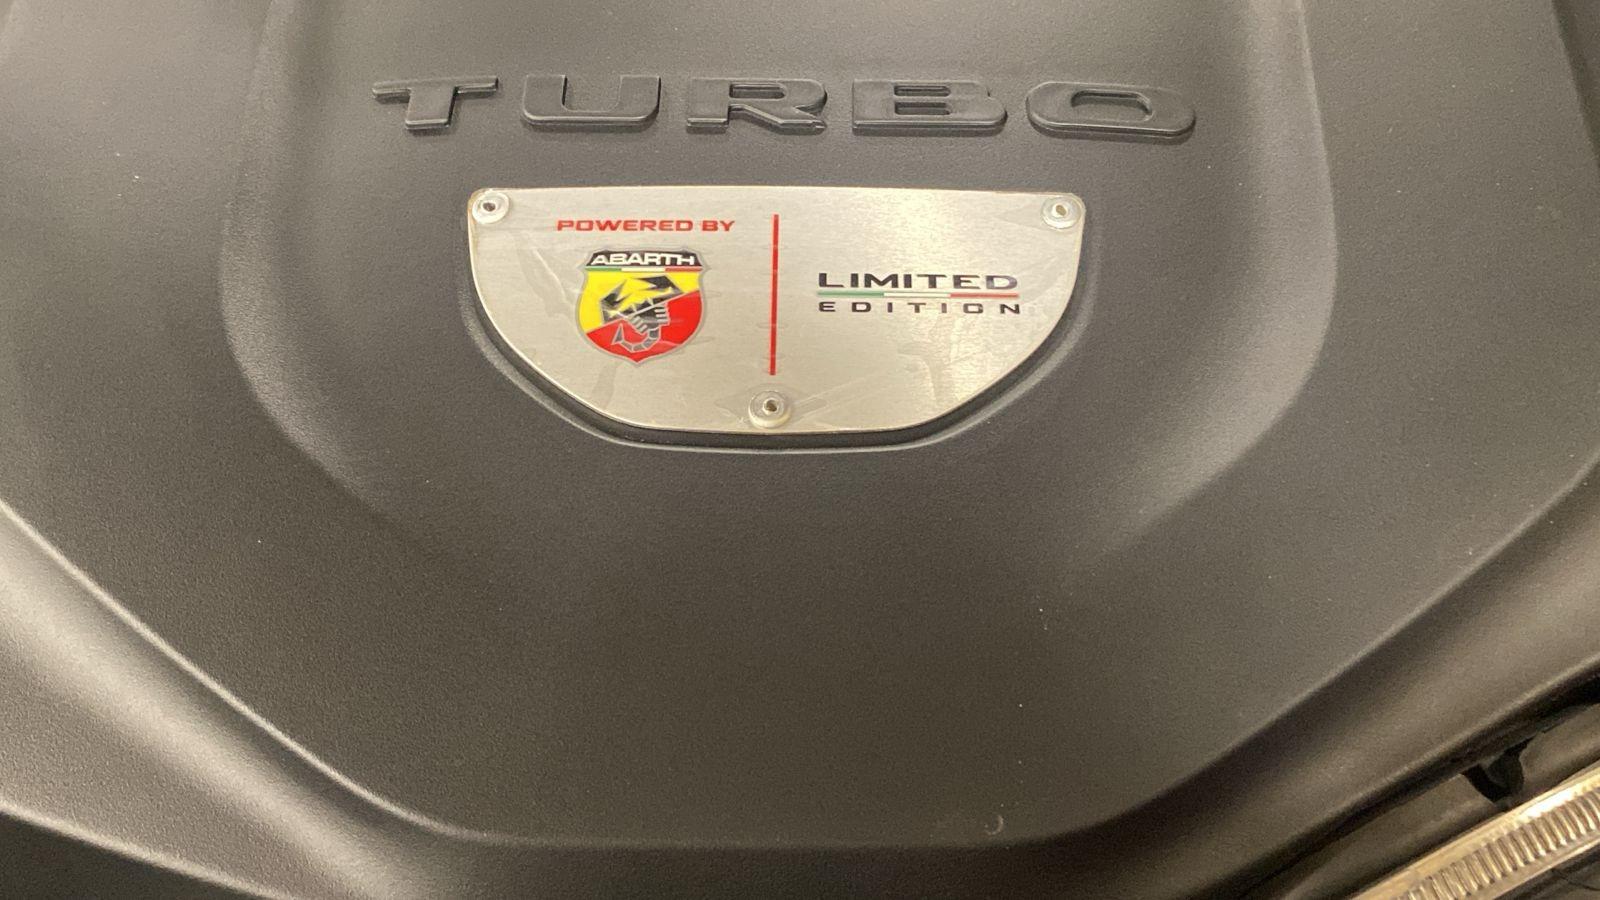 TURBO
POWERED BY
ABARTH
LIMITED
EDITION